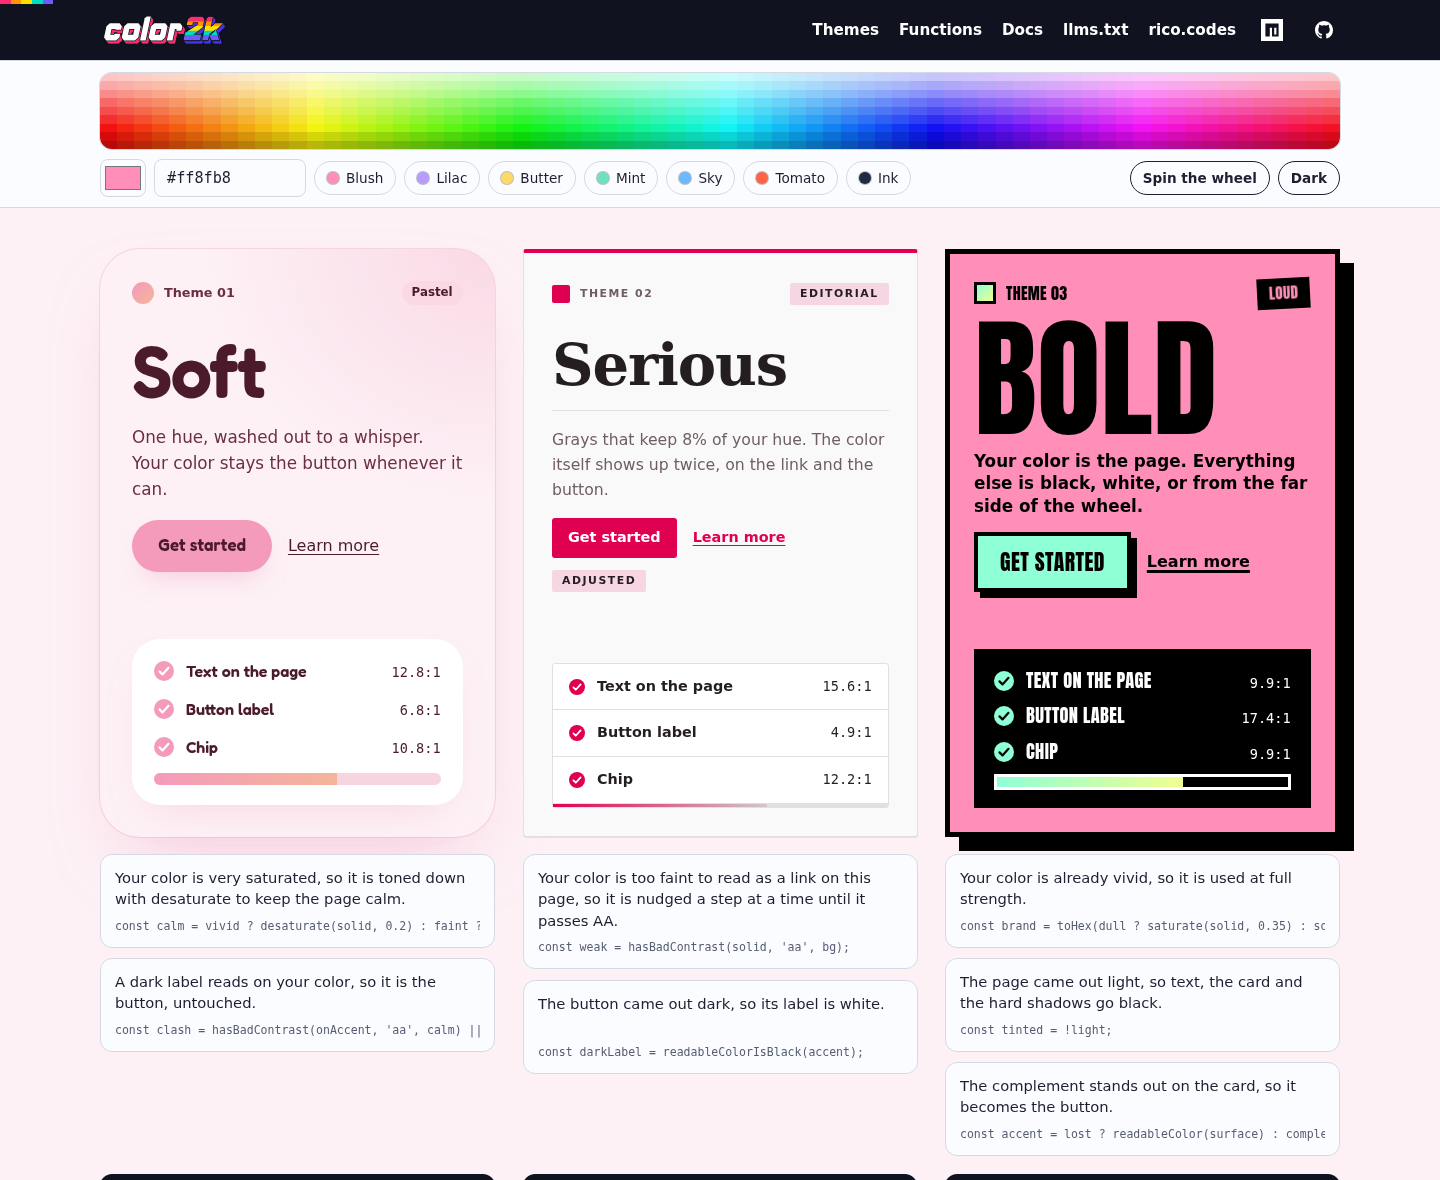 color2k
Themes Functions Docs llms.txt rico.codes
#ff8fb8 Blush Lilac Butter Mint Sky Tomato Ink Spin the wheel Dark
Theme 01 Pastel
Soft
One hue, washed out to a whisper.
Your color stays the button whenever it
can.
Get started Learn more
Text on the page 12.8:1
Button label 6.8:1
Chip 10.8:1
THEME 02 EDITORIAL
Serious
Grays that keep 8% of your hue. The color
itself shows up twice, on the link and the
button.
Get started Learn more
ADJUSTED
Text on the page 15.6:1
Button label 4.9:1
Chip 12.2:1
THEME 03 LOUD
BOLD
Your color is the page. Everything
else is black, white, or from the far
side of the wheel.
GET STARTED Learn more
TEXT ON THE PAGE 9.9:1
BUTTON LABEL 17.4:1
CHIP 9.9:1
Your color is very saturated, so it is toned down
with desaturate to keep the page calm.
const calm = vivid ? desaturate(solid, 0.2) : faint ?
A dark label reads on your color, so it is the
button, untouched.
const clash = hasBadContrast(onAccent, 'aa', calm) ||
Your color is too faint to read as a link on this
page, so it is nudged a step at a time until it
passes AA.
const weak = hasBadContrast(solid, 'aa', bg);
The button came out dark, so its label is white.
const darkLabel = readableColorIsBlack(accent);
Your color is already vivid, so it is used at full
strength.
const brand = toHex(dull ? saturate(solid, 0.35) : so
The page came out light, so text, the card and
the hard shadows go black.
const tinted = !light;
The complement stands out on the card, so it
becomes the button.
const accent = lost ? readableColor(surface) : comple